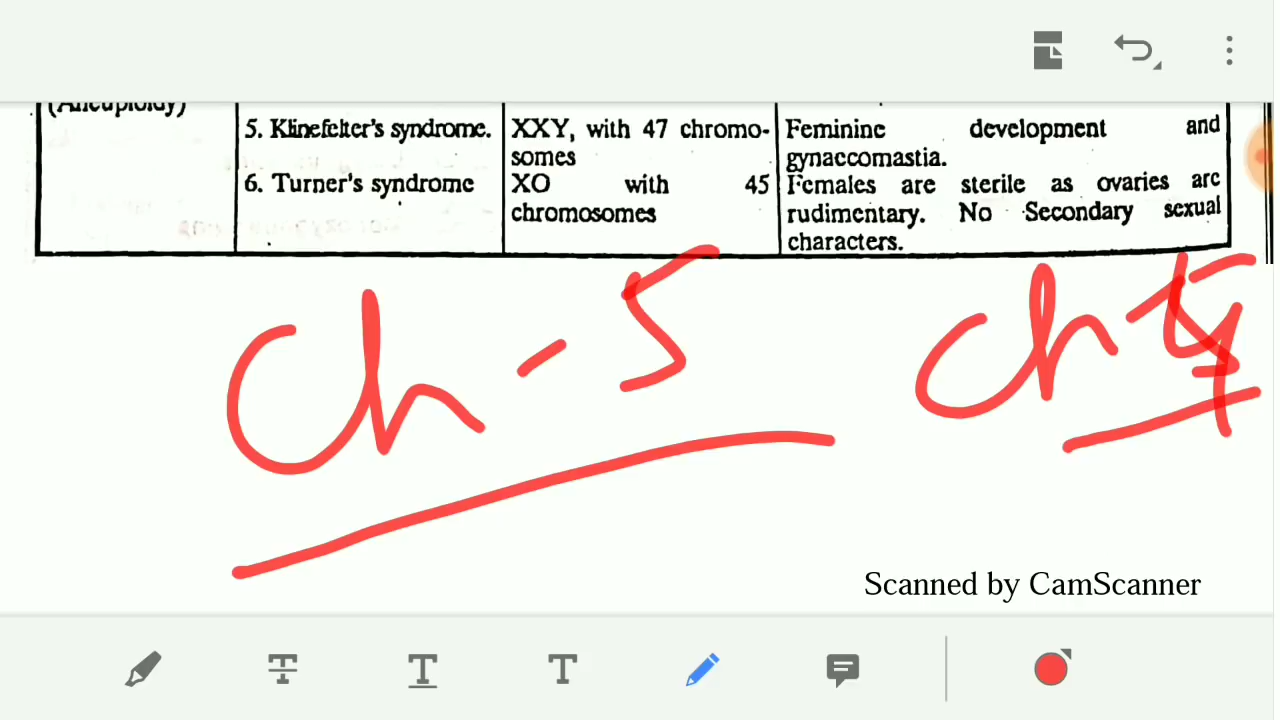 (Aneuploidy)
5. Klinefelter's syndrome. XXY, with 47 chromo- Feminine development and
somes gynaecomastia.
6. Turner's syndrome XO with 45 Females are sterile as ovaries are
chromosomes rudimentary. No Secondary sexual
characters.
Ch - 5 Ch -
Scanned by CamScanner